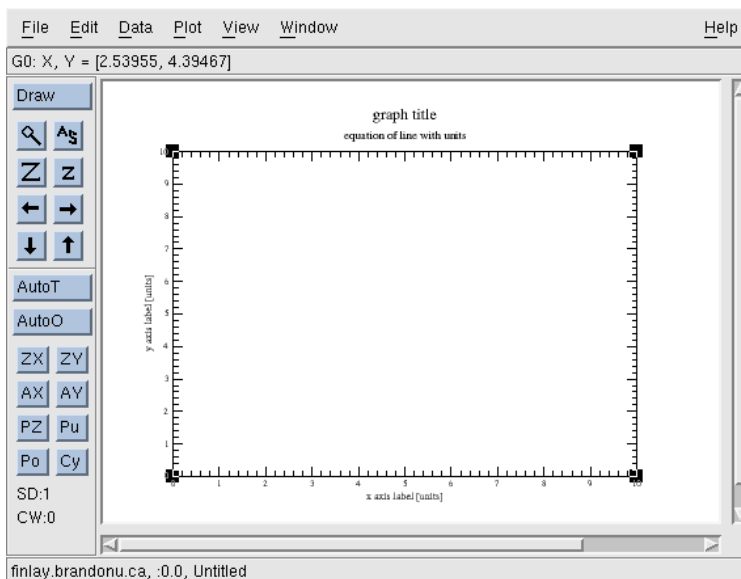 File Edit Data Plot View Window Help
G0: X, Y = [2.53955, 4.39467]
Draw
A S
Z z
AutoT
AutoO
ZX ZY
AX AY
PZ Pu
Po Cy
SD:1
CW:0
graph title
equation of line with units
10
9
8
7
6
5
4
3
2
1
y axis label [units]
0 1 2 3 4 5 6 7 8 9 10
x axis label [units]
finlay.brandonu.ca, :0.0, Untitled